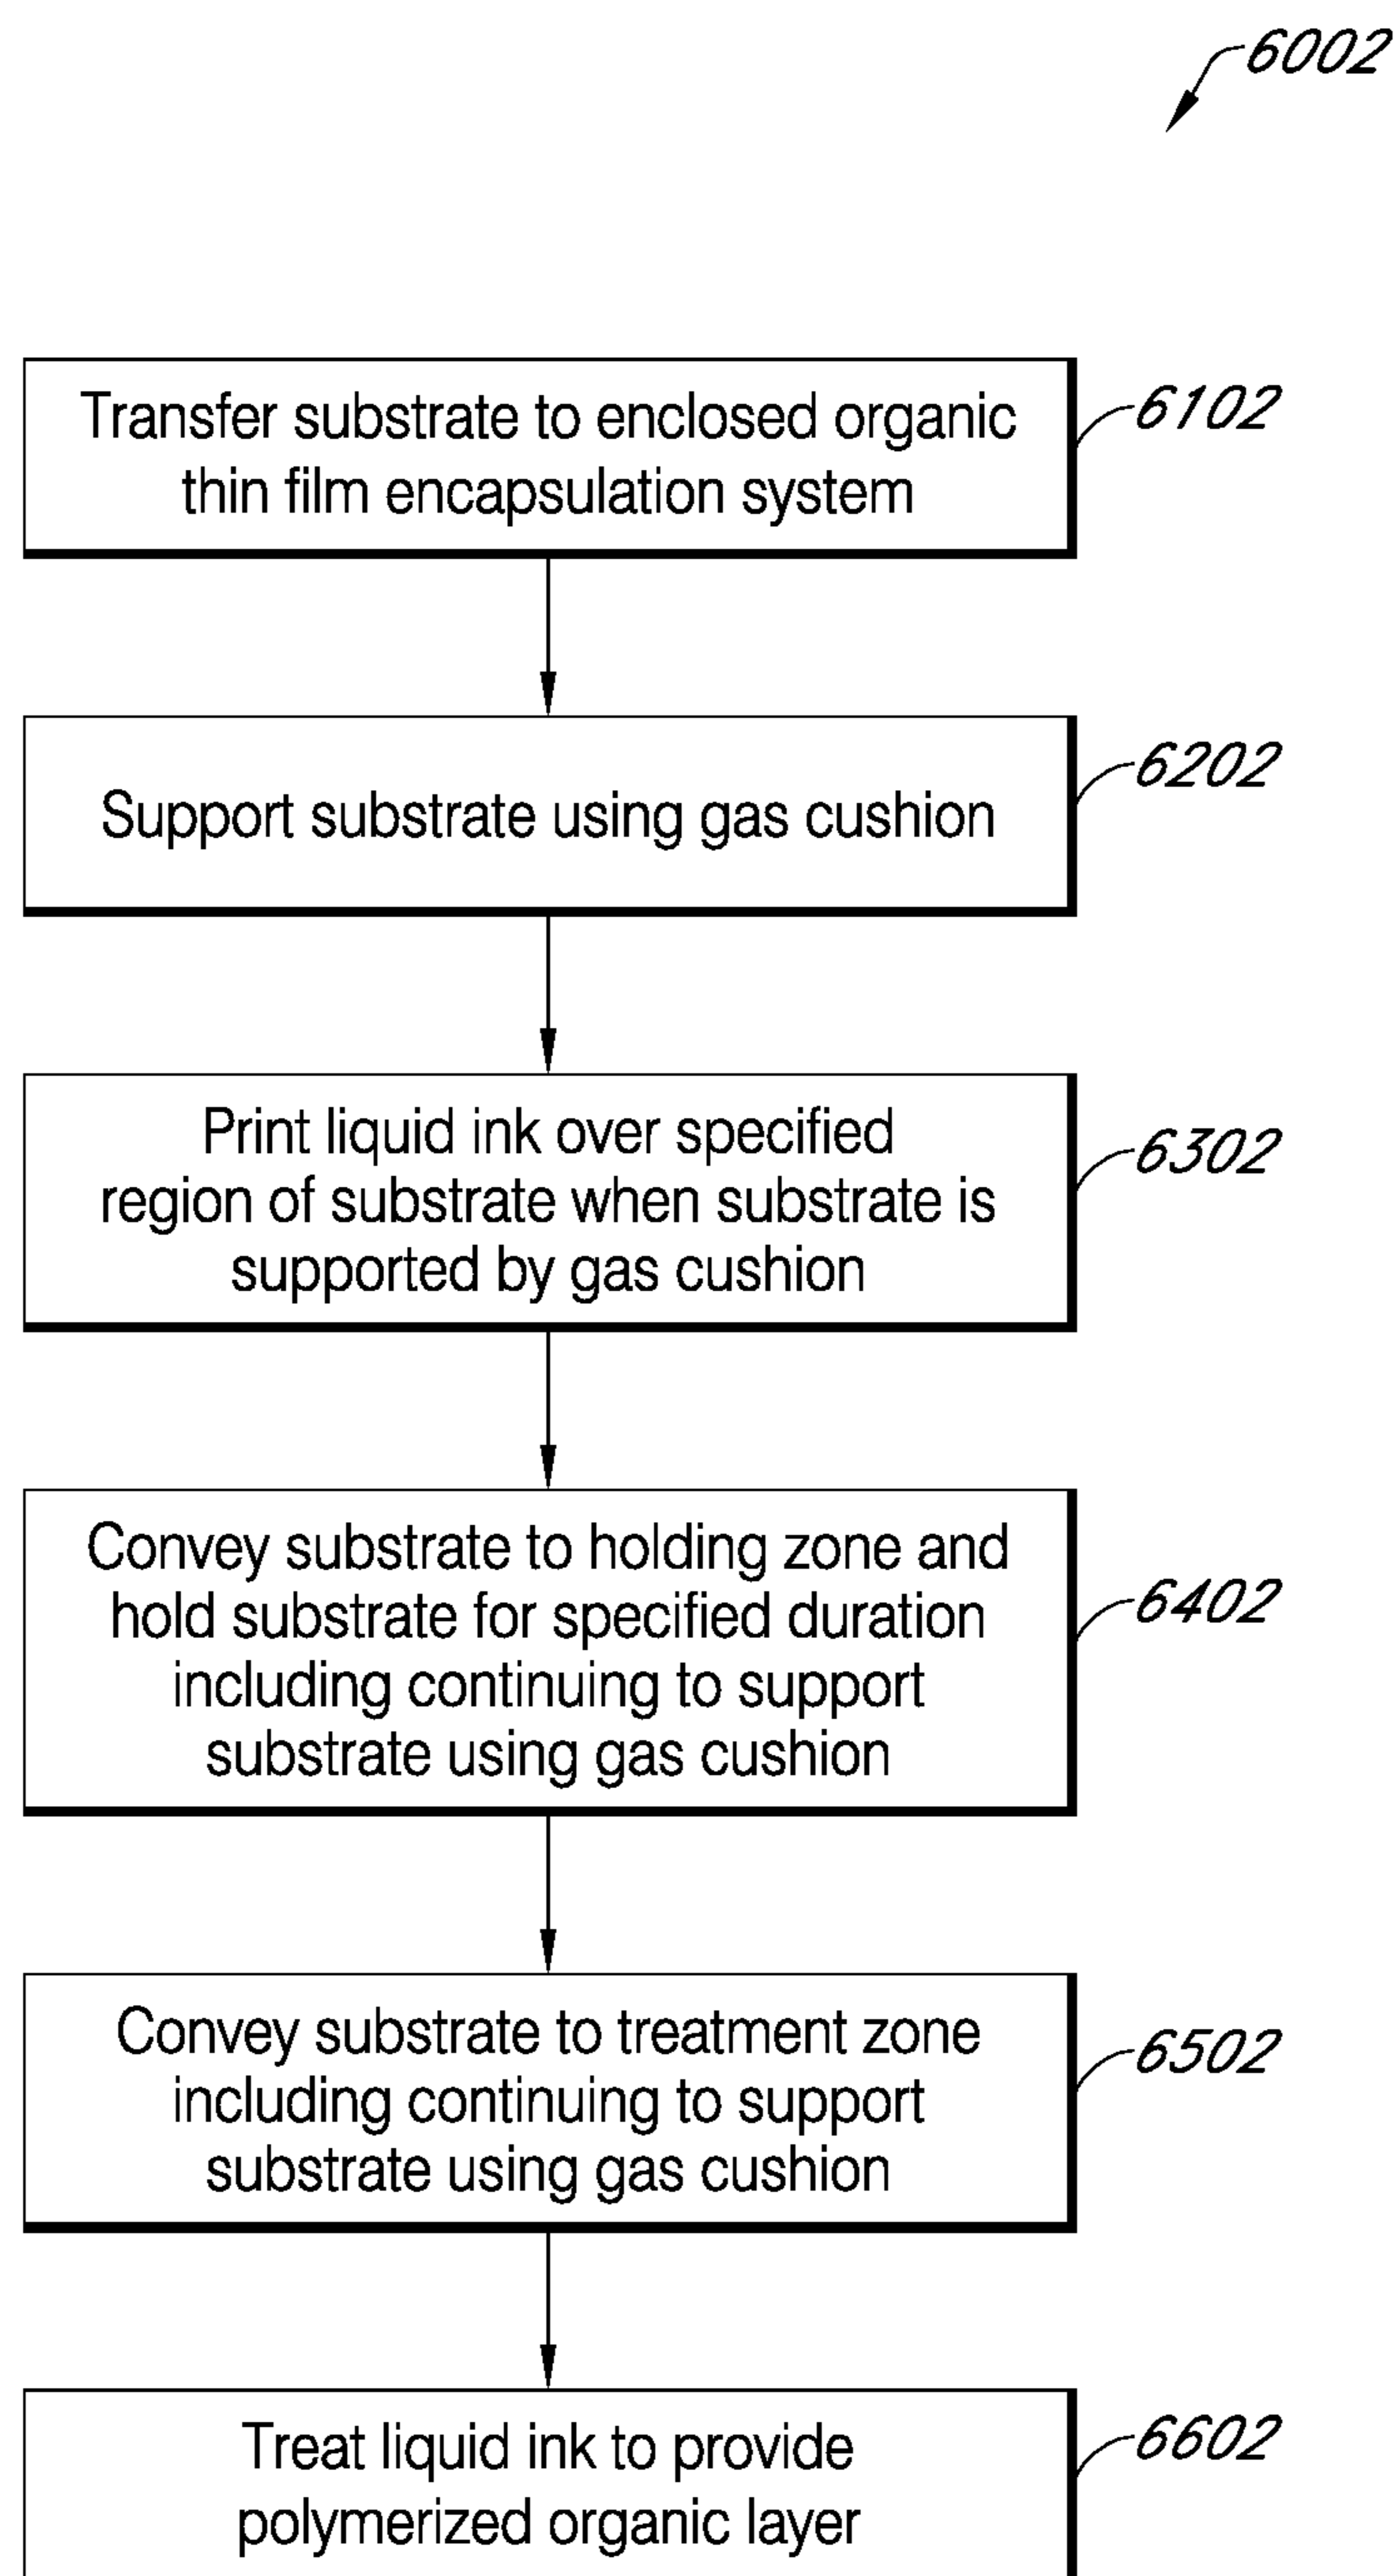 6002
Transfer substrate to enclosed organic
thin film encapsulation system
6102
Support substrate using gas cushion
6202
Print liquid ink over specified
region of substrate when substrate is
supported by gas cushion
6302
Convey substrate to holding zone and
hold substrate for specified duration
including continuing to support
substrate using gas cushion
6402
Convey substrate to treatment zone
including continuing to support
substrate using gas cushion
6502
Treat liquid ink to provide
polymerized organic layer
6602